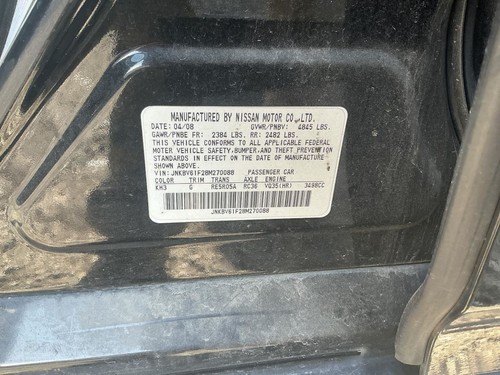 MANUFACTURED BY NISSAN MOTOR CO.,LTD.
DATE: 04/08 GVWR/PNBV: 4845 LBS.
GAWR/PNBE FR: 2384 LBS. RR: 2482 LBS.
THIS VEHICLE CONFORMS TO ALL APPLICABLE FEDERAL
MOTOR VEHICLE SAFETY,BUMPER,AND THEFT PREVENTION
STANDARDS IN EFFECT ON THE DATE OF MANUFACTURE
SHOWN ABOVE.
VIN: JNKBV61F28M270088 PASSENGER CAR
COLOR TRIM TRANS AXLE ENGINE
KH3 G RE5R05A RC36 VQ35(HR) 3498CC
JNKBV61F28M270088